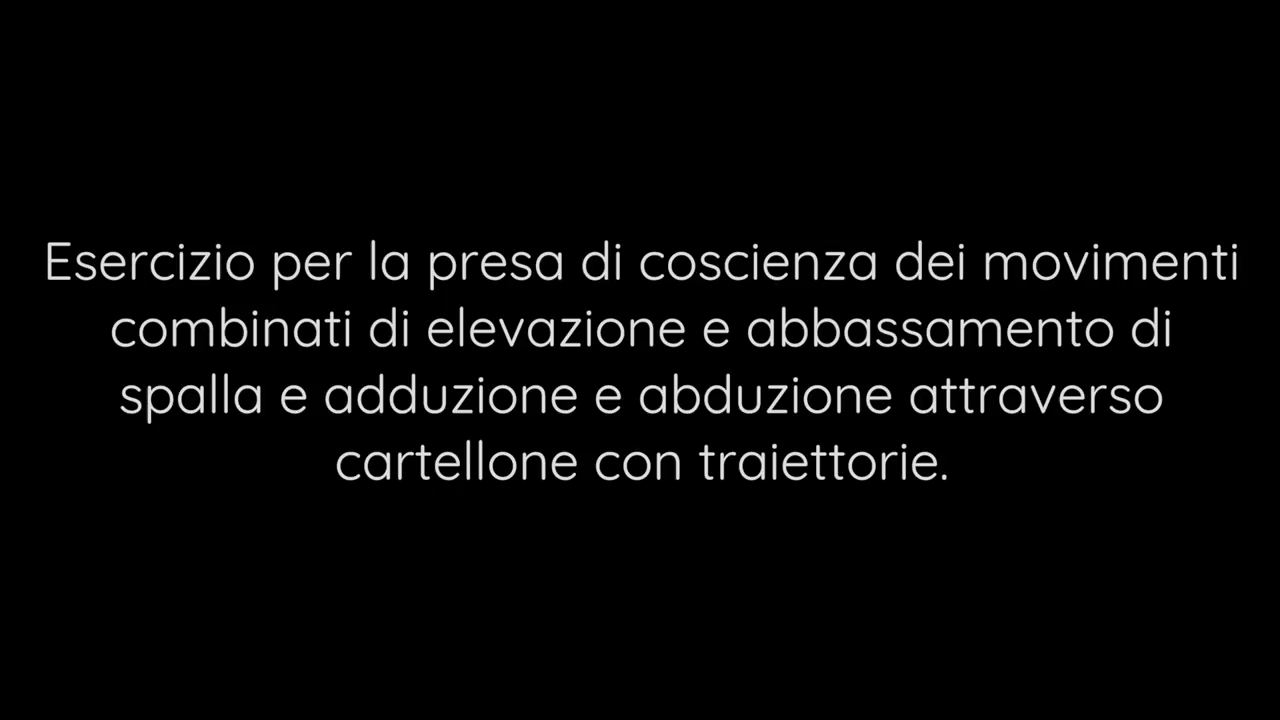 Esercizio per la presa di coscienza dei movimenti
combinati di elevazione e abbassamento di
spalla e adduzione e abduzione attraverso
cartellone con traiettorie.